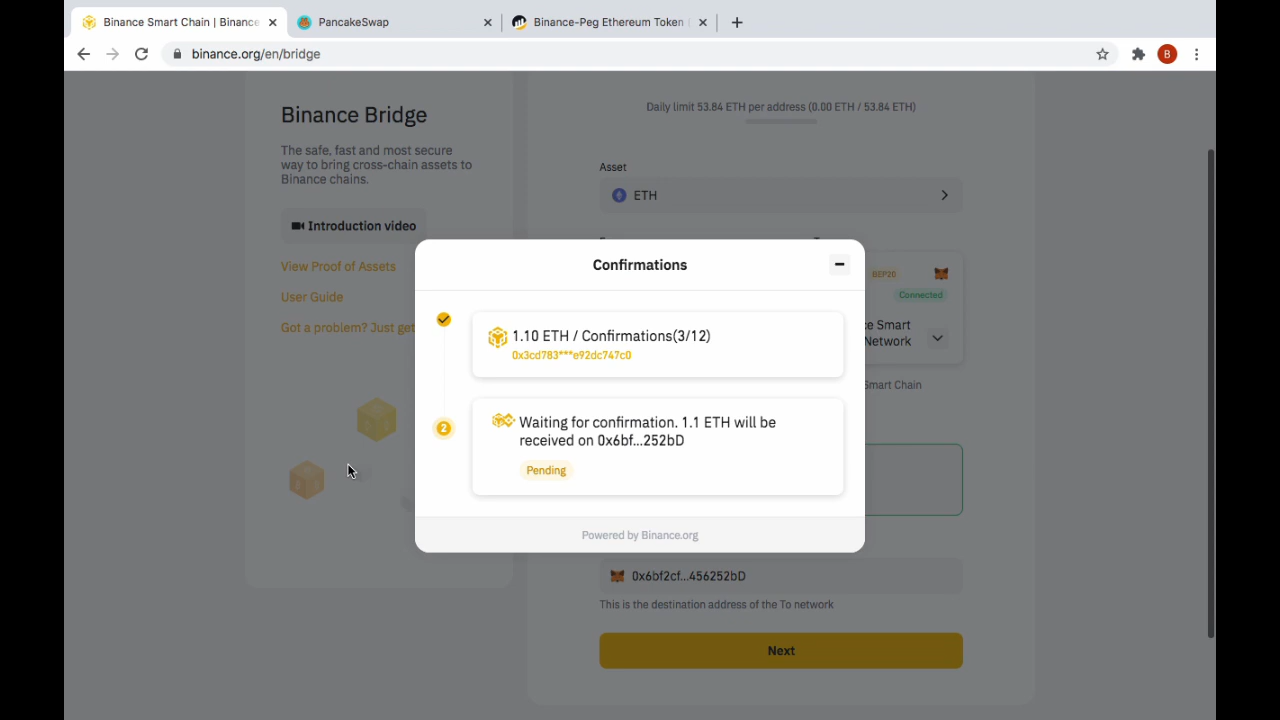 Binance Smart Chain | Binance
PancakeSwap
Binance-Peg Ethereum Token
binance.org/en/bridge
B
Binance Bridge
The safe, fast and most secure
way to bring cross-chain assets to
Binance chains.
Introduction video
View Proof of Assets
User Guide
Got a problem? Just get
Daily limit 53.84 ETH per address (0.00 ETH / 53.84 ETH)
Asset
ETH
BEP20
Connected
ce Smart
Network
Smart Chain
Confirmations
1.10 ETH / Confirmations(3/12)
0x3cd783***e92dc747c0
2
Waiting for confirmation. 1.1 ETH will be
received on 0x6bf...252bD
Pending
Powered by Binance.org
0x6bf2cf...456252bD
This is the destination address of the To network
Next